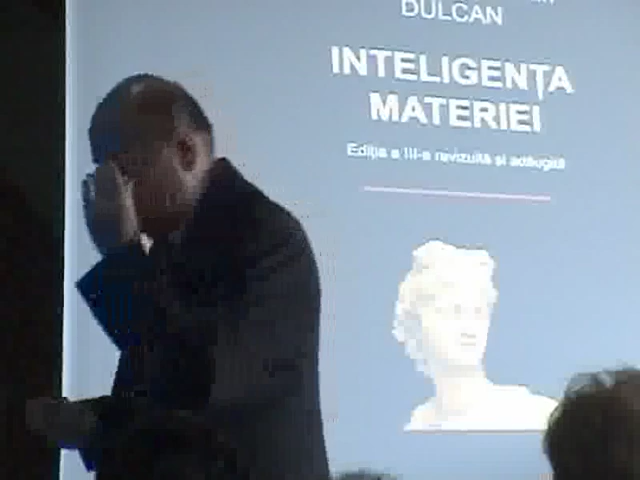 DULCAN
INTELIGENȚA
MATERIEI
Ediția a III-a revizuită și adăugită